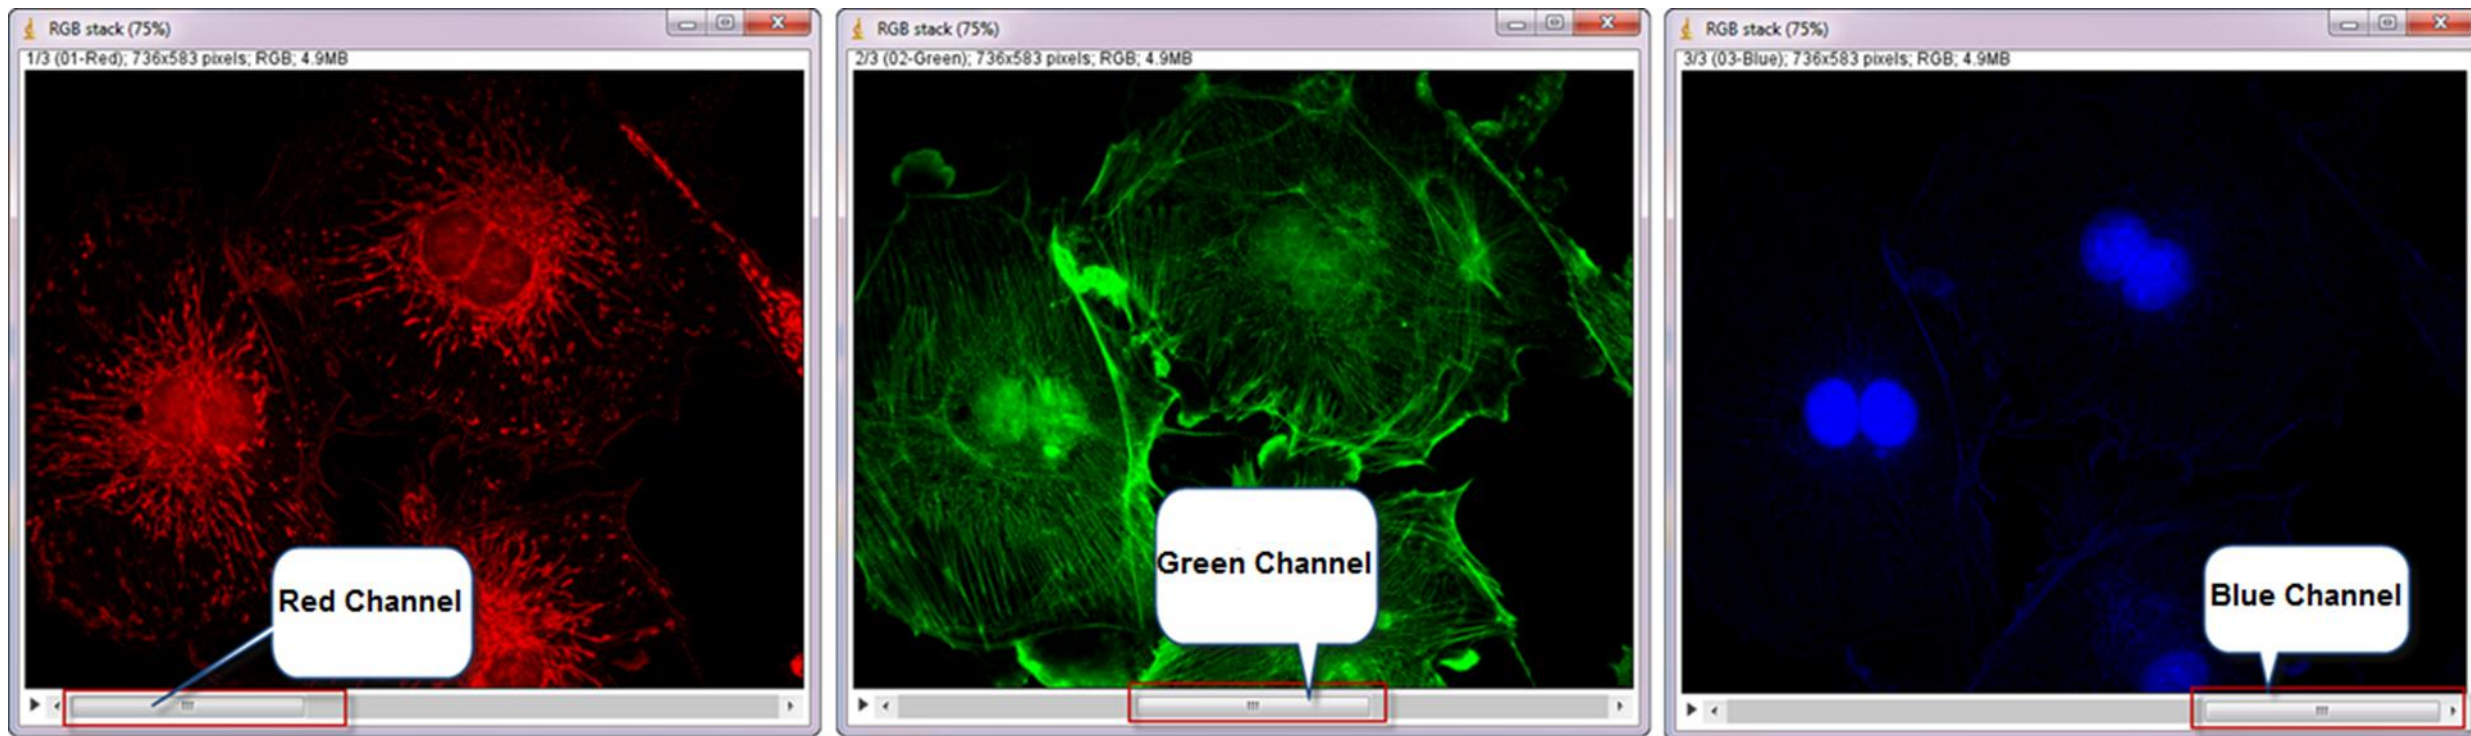 RGB stack (75%)
1/3 (01-Red); 736x583 pixels; RGB; 4.9MB
Red Channel
RGB stack (75%)
2/3 (02-Green); 736x583 pixels; RGB; 4.9MB
Green Channel
RGB stack (75%)
3/3 (03-Blue); 736x583 pixels; RGB; 4.9MB
Blue Channel